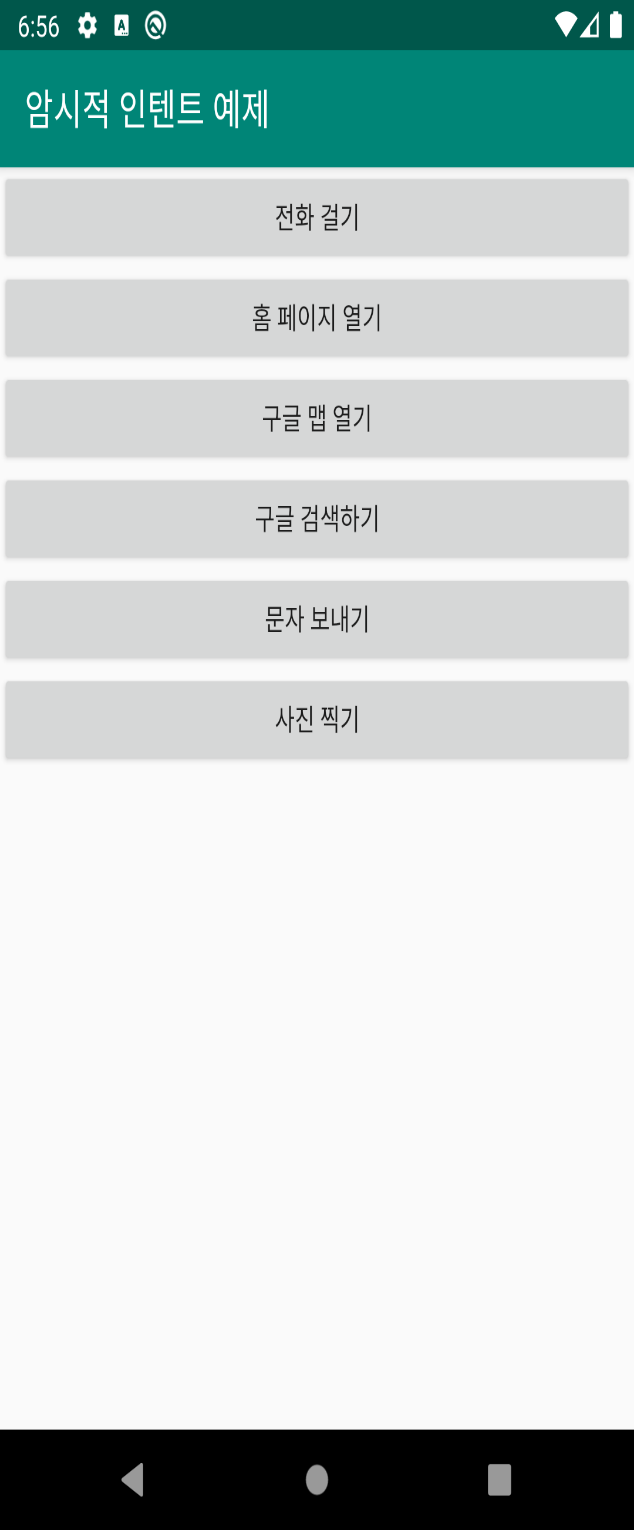 6:56
암시적 인텐트 예제
전화 걸기
홈 페이지 열기
구글 맵 열기
구글 검색하기
문자 보내기
사진 찍기